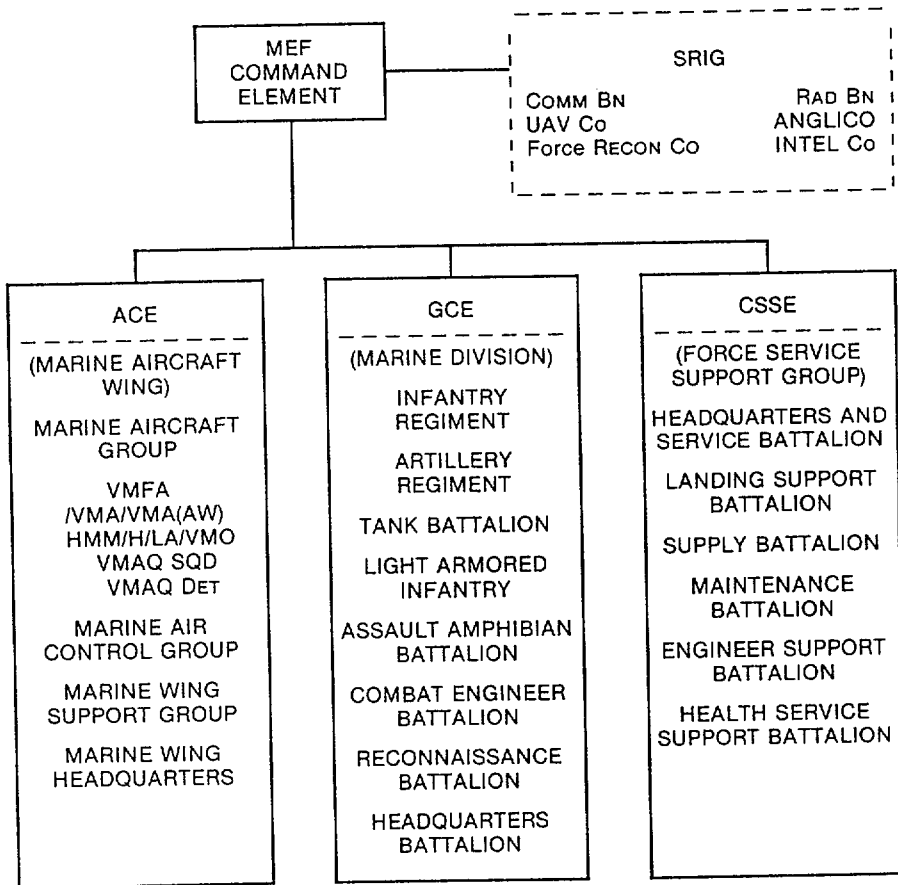 MEF
COMMAND
ELEMENT
SRIG
COMM BN
RAD BN
UAV CO
ANGLICO
Force RECON CO
INTEL CO
ACE
(MARINE AIRCRAFT
WING)
MARINE AIRCRAFT
GROUP
VMFA
/VMA/VMA(AW)
HMM/H/LA/VMO
VMAQ SQD
VMAQ DET
MARINE AIR
CONTROL GROUP
MARINE WING
SUPPORT GROUP
MARINE WING
HEADQUARTERS
GCE
(MARINE DIVISION)
INFANTRY
REGIMENT
ARTILLERY
REGIMENT
TANK BATTALION
LIGHT ARMORED
INFANTRY
ASSAULT AMPHIBIAN
BATTALION
COMBAT ENGINEER
BATTALION
RECONNAISSANCE
BATTALION
HEADQUARTERS
BATTALION
CSSE
(FORCE SERVICE
SUPPORT GROUP)
HEADQUARTERS AND
SERVICE BATTALION
LANDING SUPPORT
BATTALION
SUPPLY BATTALION
MAINTENANCE
BATTALION
ENGINEER SUPPORT
BATTALION
HEALTH SERVICE
SUPPORT BATTALION